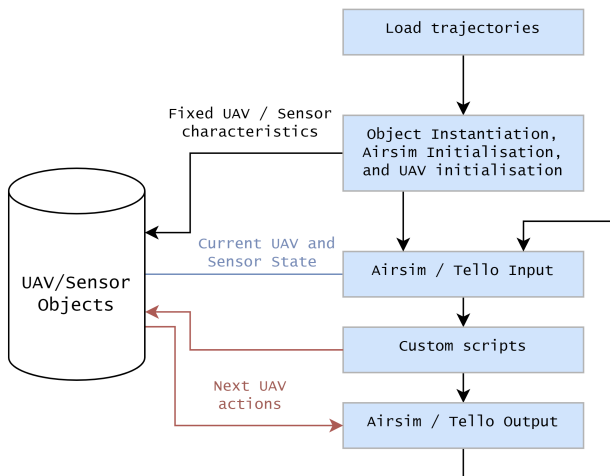 Load trajectories
Fixed UAV / Sensor
characteristics
Object Instantiation,
Airsim Initialisation,
and UAV initialisation
Current UAV and
Sensor State
Airsim / Tello Input
UAV/Sensor
Objects
Custom scripts
Next UAV
actions
Airsim / Tello Output